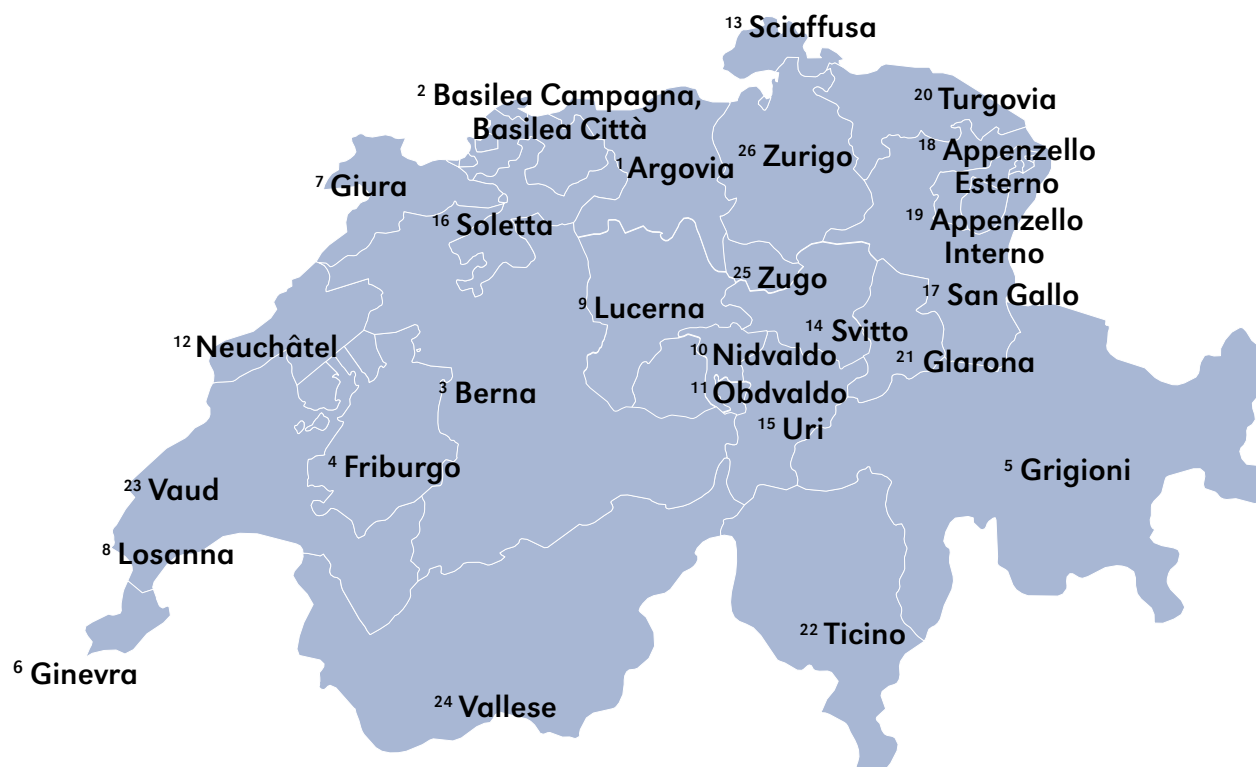 13 Sciaffusa
2 Basilea Campagna,
Basilea Città
20 Turgovia
1 Argovia
26 Zurigo
18 Appenzello
Esterno
7 Giura
16 Soletta
19 Appenzello
Interno
25 Zugo
17 San Gallo
9 Lucerna
14 Svitto
12 Neuchâtel
10 Nidvaldo
21 Glarona
3 Berna
11 Obdvaldo
15 Uri
4 Friburgo
5 Grigioni
23 Vaud
8 Losanna
22 Ticino
6 Ginevra
24 Vallese